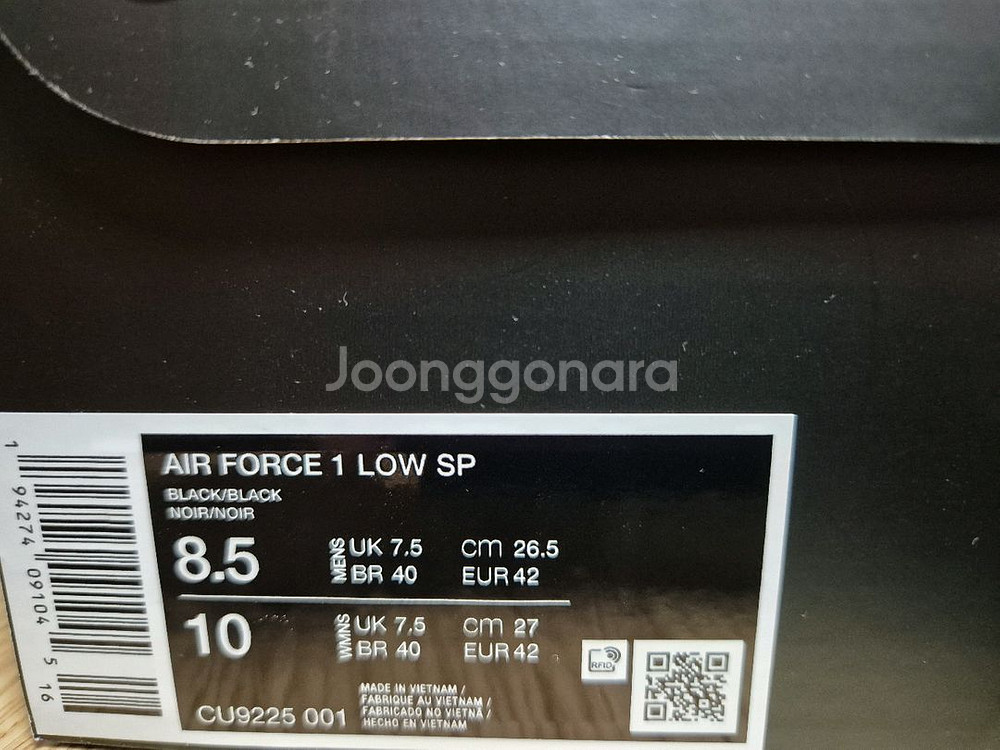 Joonggonara
AIR FORCE 1 LOW SP
BLACK/BLACK
NOIR/NOIR
8.5 MENS UK 7.5 cm 26.5
BR 40 EUR 42
10 WMNS UK 7.5 cm 27
BR 40 EUR 42
RFID
CU9225 001
MADE IN VIETNAM /
FABRIQUE AU VIETNAM /
FABRICADO NO VIETNÃ /
HECHO EN VIETNAM
1 94274 09104 5 16